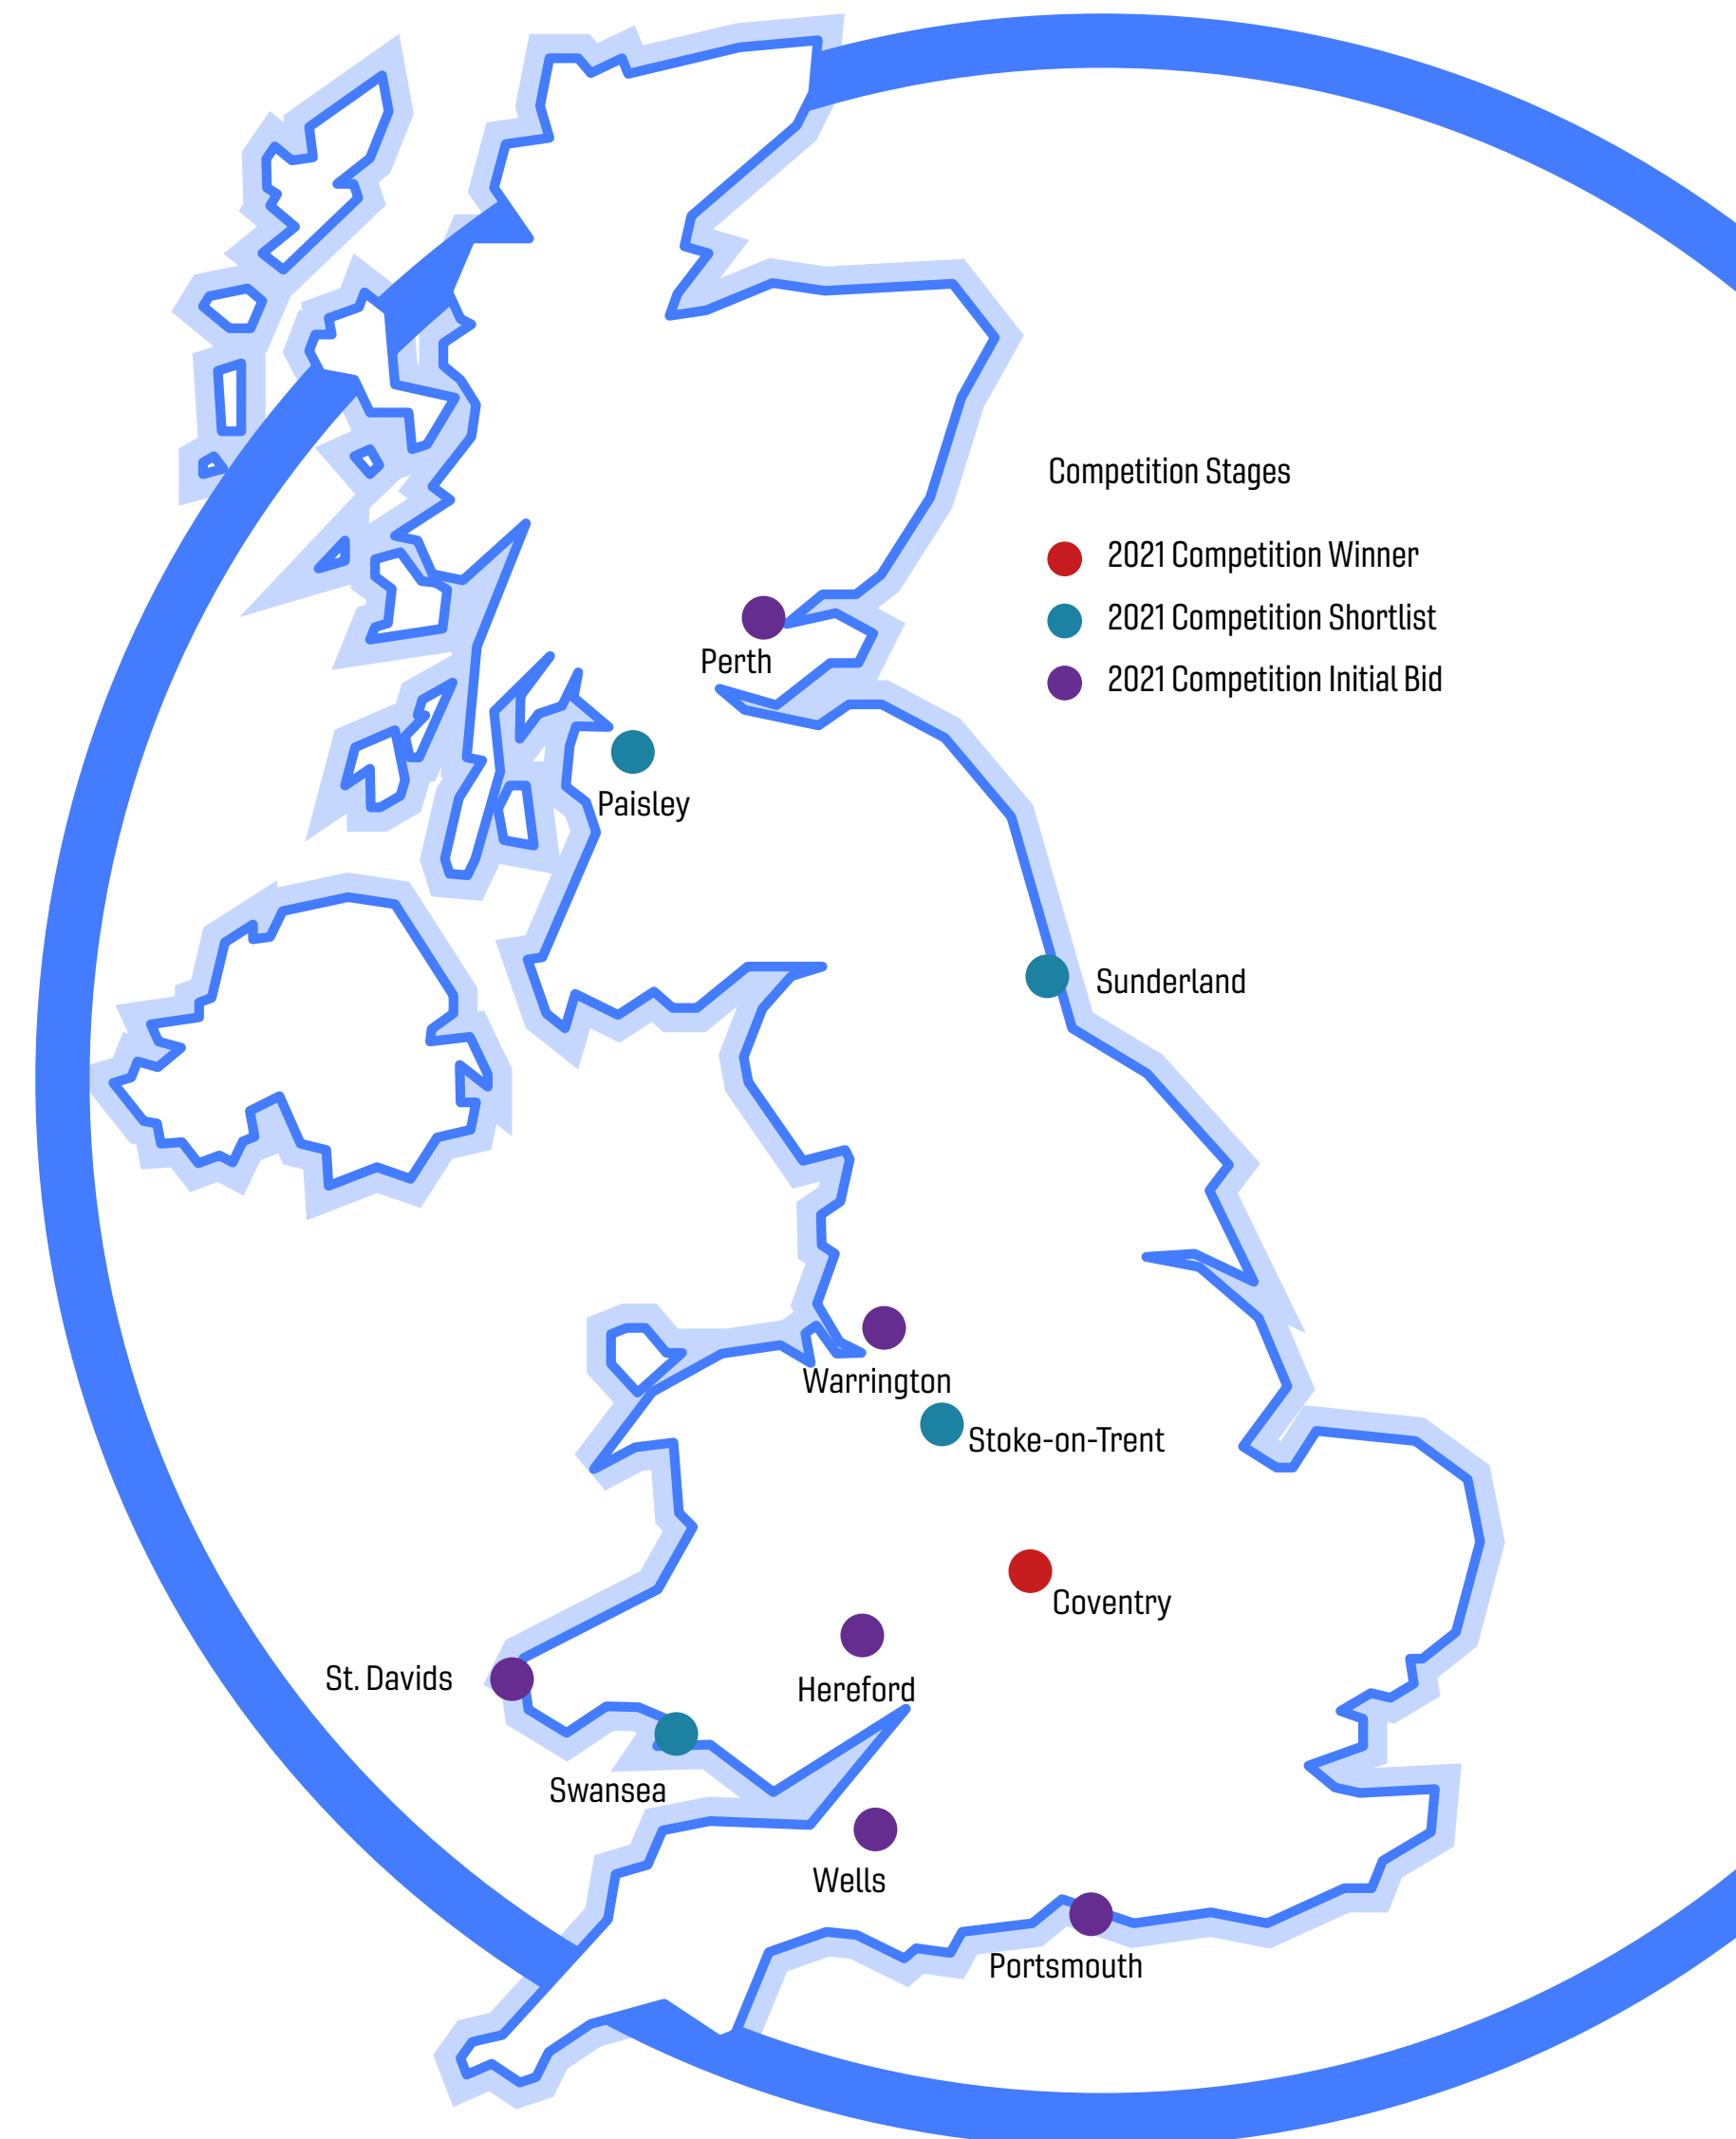 Competition Stages
2021 Competition Winner
2021 Competition Shortlist
2021 Competition Initial Bid
Perth
Paisley
Sunderland
Warrington
Stoke-on-Trent
Coventry
St. Davids
Hereford
Swansea
Wells
Portsmouth